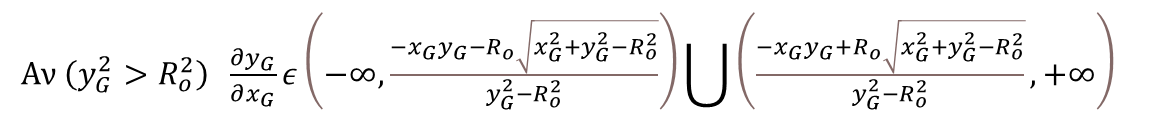 Αν (y_G^2 > R_o^2) ∂y_G/∂x_G ϵ (−∞, (−x_G y_G−R_o√(x_G^2+y_G^2−R_o^2))/(y_G^2−R_o^2)) ⋃ ((−x_G y_G+R_o√(x_G^2+y_G^2−R_o^2))/(y_G^2−R_o^2), +∞)